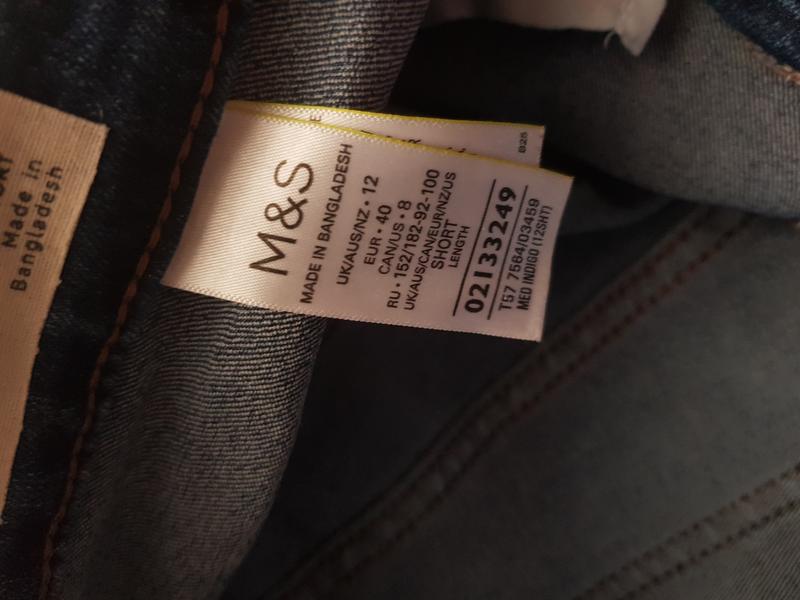 M&S
MADE IN BANGLADESH
UK/AUS/NZ • 12
EUR • 40
CAN/US • 8
RU • 152/182-92-100
UK/AUS/CAN/EUR/NZ/US
SHORT
LENGTH
02133249
T57 7564/03459
MED INDIGO (12SHT)
B25
Made in
Bangladesh